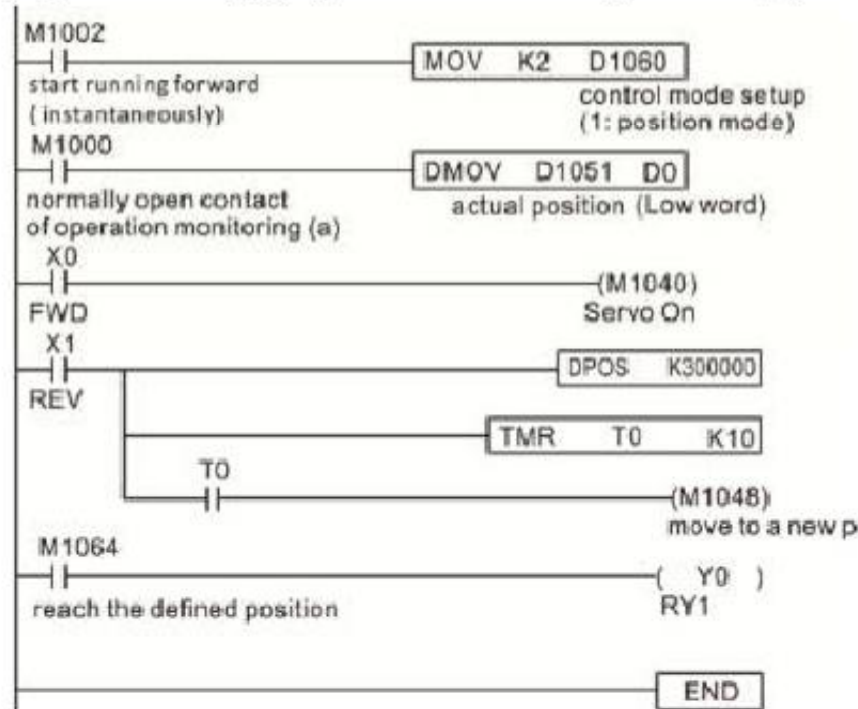 M1002
MOV K2 D1060
start running forward
( instantaneously)
control mode setup
(1: position mode)
M1000
DMOV D1051 D0
normally open contact
of operation monitoring (a)
actual position (Low word)
X0
(M1040)
FWD
Servo On
X1
DPOS K300000
REV
TMR T0 K10
T0
(M1048)
move to a new p
M1064
( Y0 )
reach the defined position
RY1
END